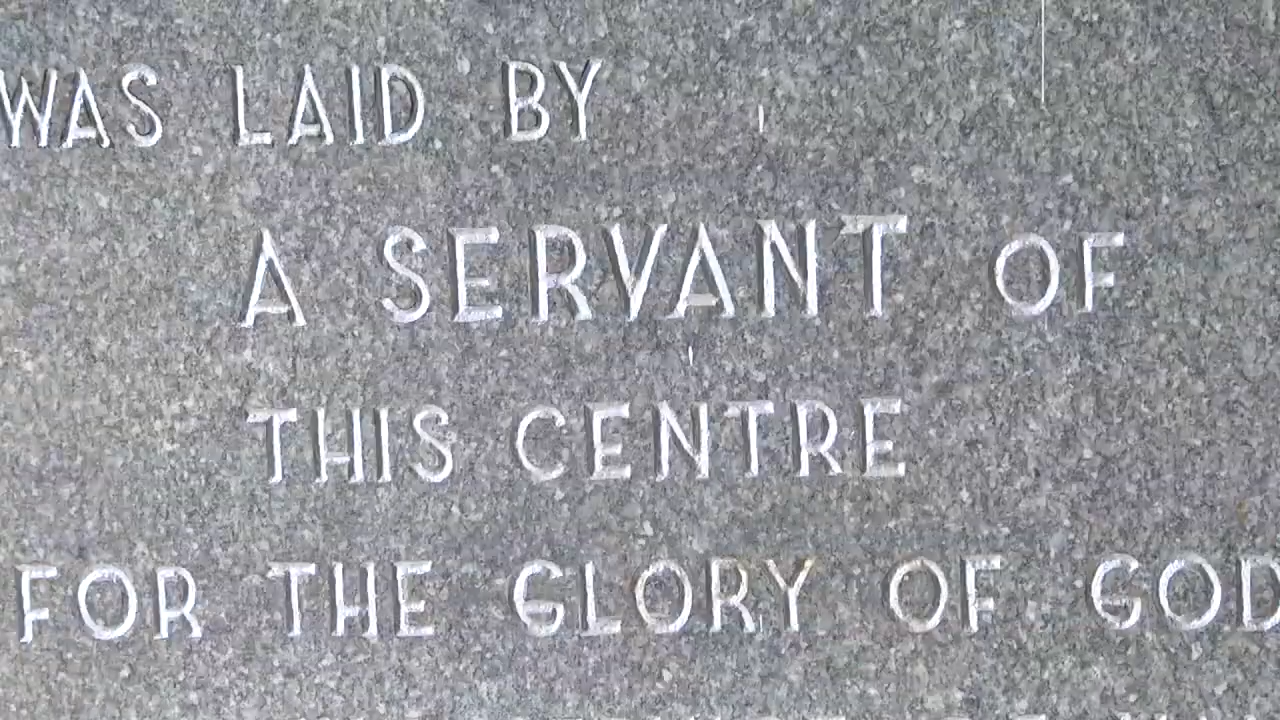 WAS LAID BY
A SERVANT OF
THIS CENTRE
FOR THE GLORY OF GOD